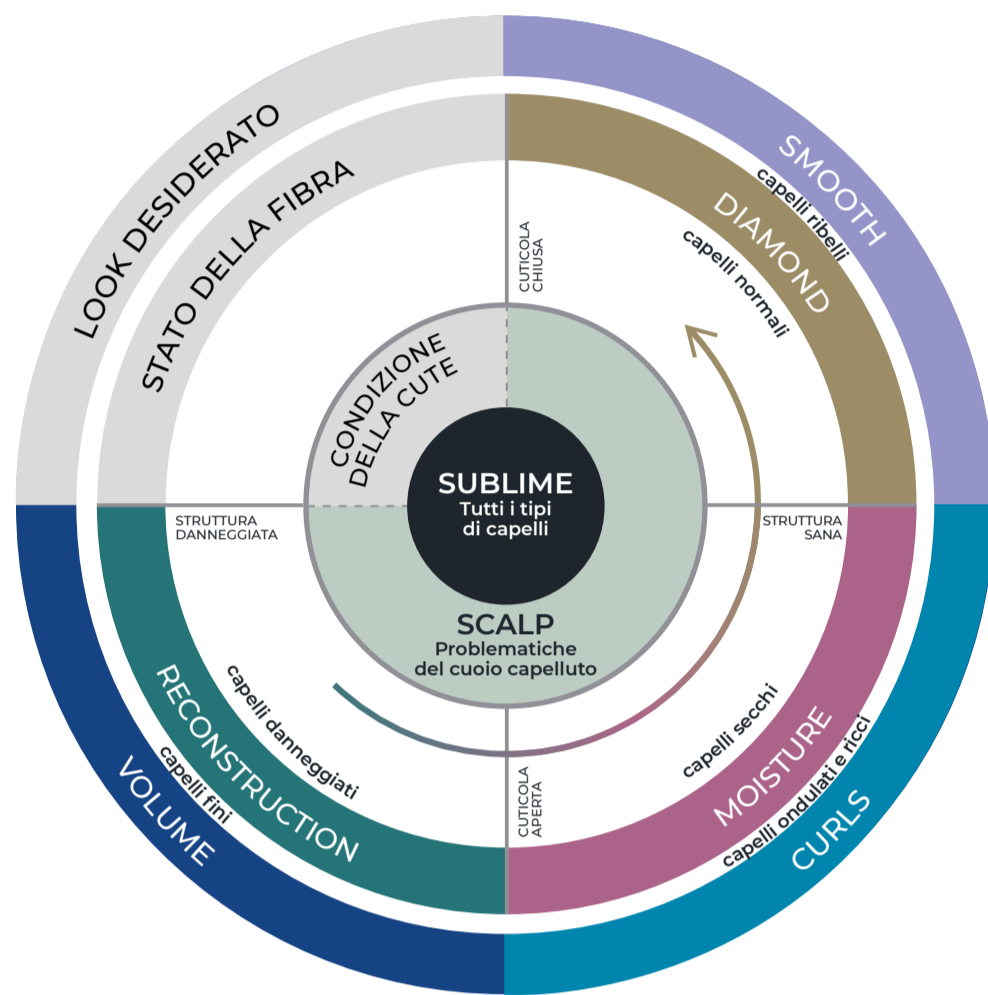 LOOK DESIDERATO
STATO DELLA FIBRA
CONDIZIONE
DELLA CUTE
SMOOTH
capelli ribelli
DIAMOND
capelli normali
CUTICOLA
CHIUSA
SUBLIME
Tutti i tipi
di capelli
STRUTTURA
DANNEGGIATA
STRUTTURA
SANA
SCALP
Problematiche
del cuoio capelluto
capelli danneggiati
RECONSTRUCTION
capelli fini
VOLUME
CUTICOLA
APERTA
capelli secchi
MOISTURE
capelli ondulati e ricci
CURLS